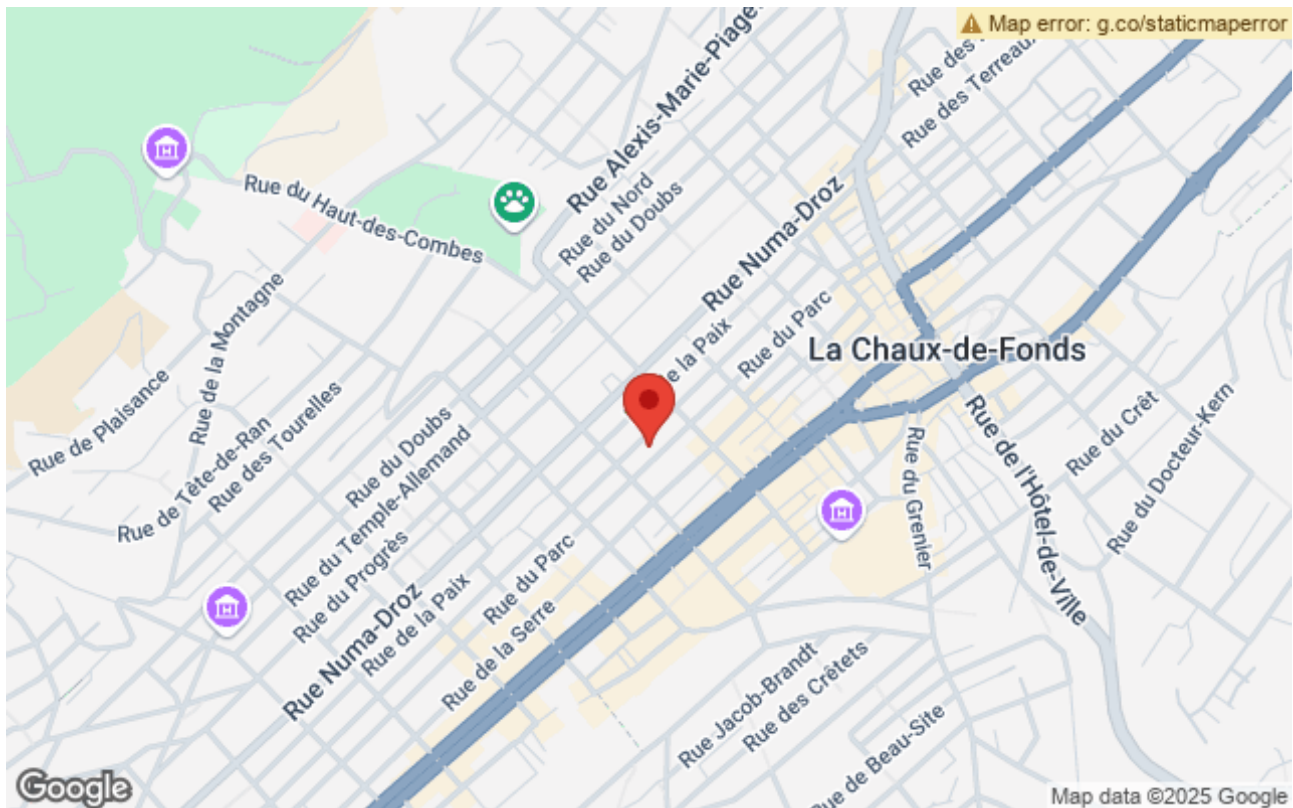 Map error: g.co/staticmaperror
Rue Alexis-Marie-Piaget
Rue des
Rue des Terreaux
Rue du Haut-des-Combes
Rue du Nord
Rue du Doubs
Rue Numa-Droz
Rue du Parc
de la Paix
La Chaux-de-Fonds
Rue de la Montagne
Rue de Plaisance
Rue de Tête-de-Ran
Rue des Tourelles
Rue du Doubs
Rue du Temple-Allemand
Rue du Progrès
Rue Numa-Droz
Rue de la Paix
Rue du Parc
Rue de la Serre
Rue du Grenier
Rue de l'Hôtel-de-Ville
Rue du Crêt
Rue du Docteur-Kern
Rue Jacob-Brandt
Rue des Crêtets
Rue de Beau-Site
Google
Map data ©2025 Google